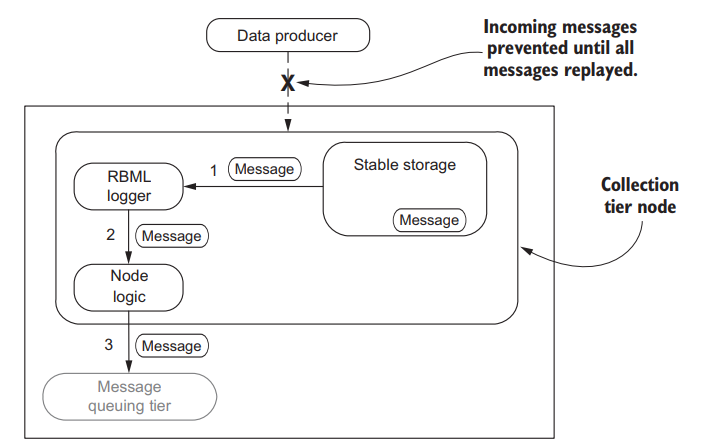 Data producer
Incoming messages
prevented until all
messages replayed.
X
RBML
logger
1
Message
Stable storage
Message
Collection
tier node
2
Message
Node
logic
3
Message
Message
queuing tier